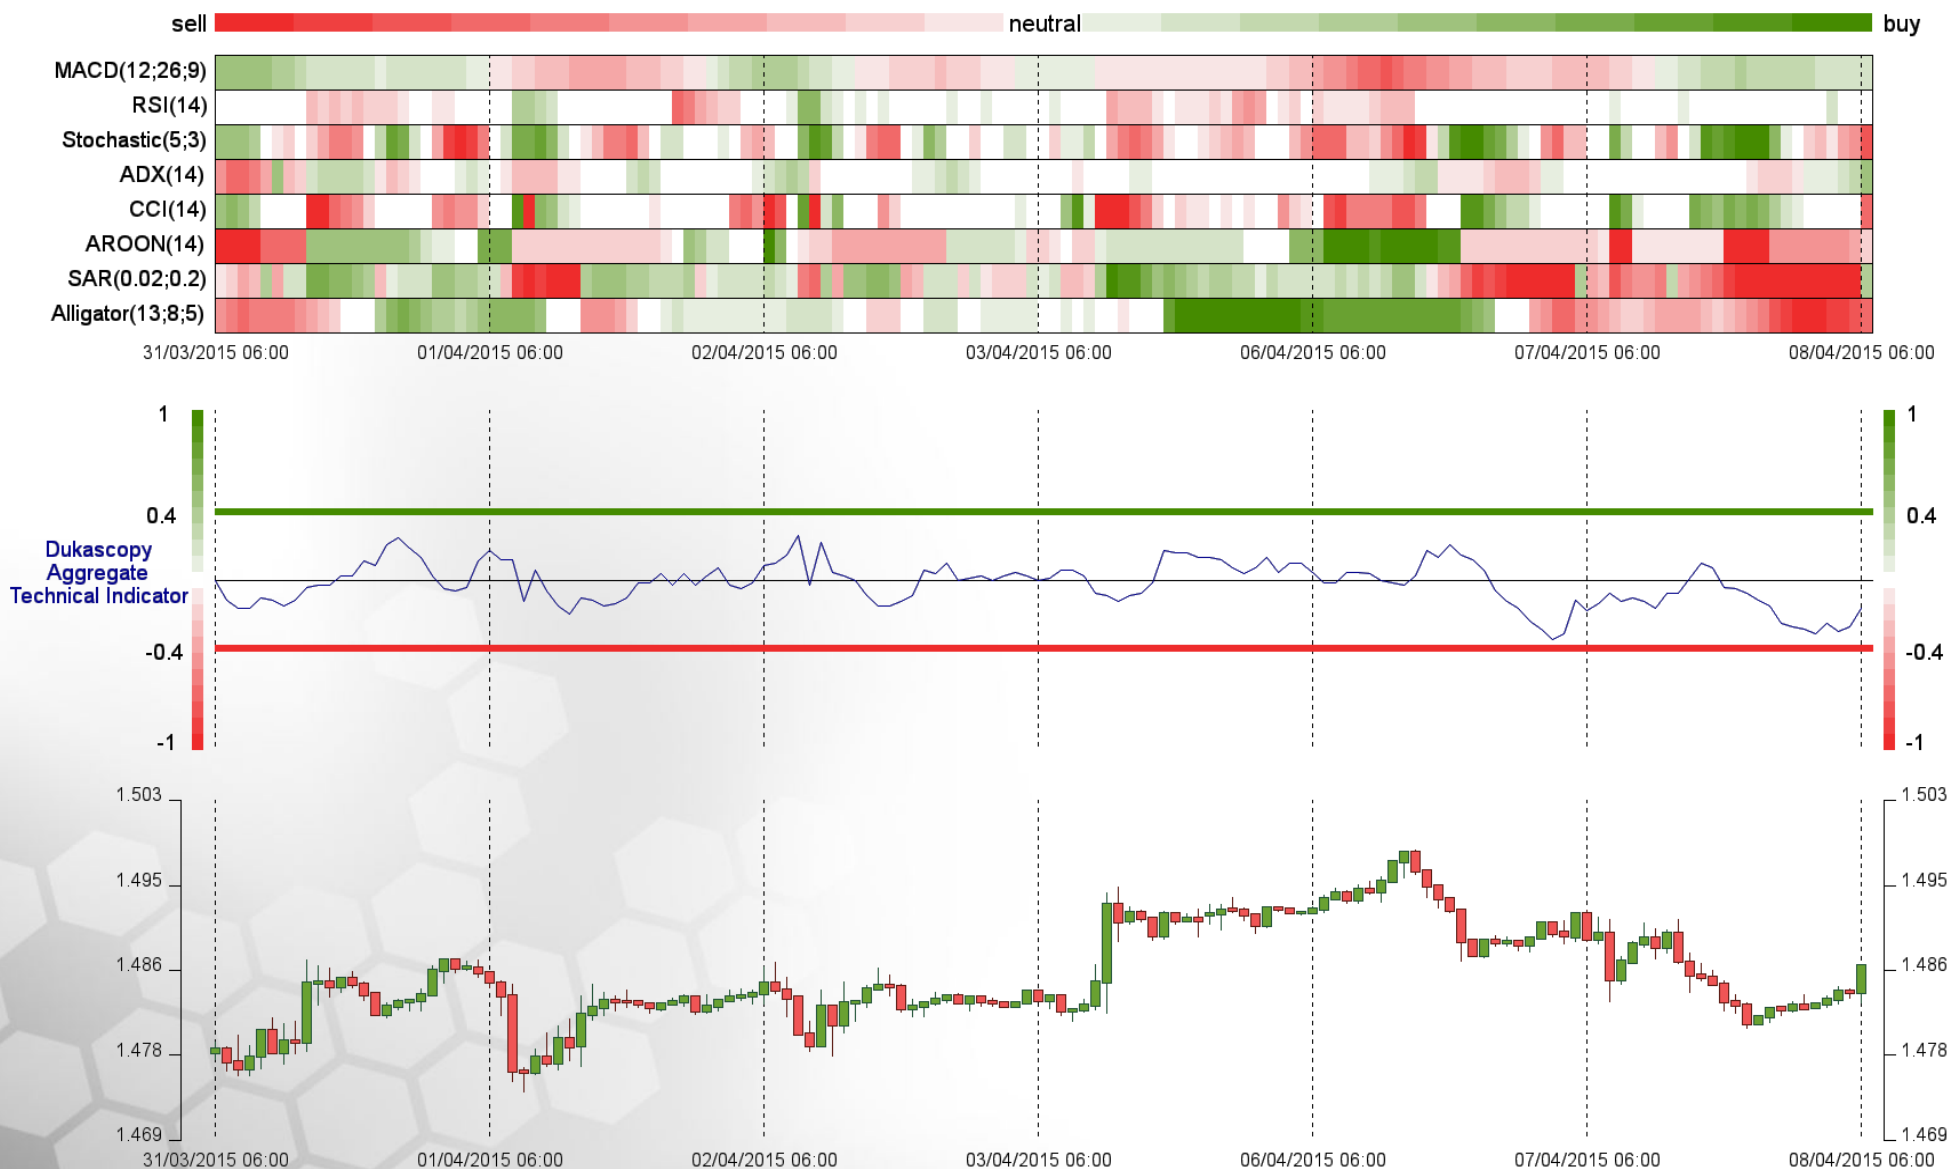 sell neutral buy
MACD(12;26;9)
RSI(14)
Stochastic(5;3)
ADX(14)
CCI(14)
AROON(14)
SAR(0.02;0.2)
Alligator(13;8;5)
31/03/2015 06:00 01/04/2015 06:00 02/04/2015 06:00 03/04/2015 06:00 06/04/2015 06:00 07/04/2015 06:00 08/04/2015 06:00
1 1
0.4 0.4
Dukascopy
Aggregate
Technical Indicator
-0.4 -0.4
-1 -1
1.503 1.503
1.495 1.495
1.486 1.486
1.478 1.478
1.469 1.469
31/03/2015 06:00 01/04/2015 06:00 02/04/2015 06:00 03/04/2015 06:00 06/04/2015 06:00 07/04/2015 06:00 08/04/2015 06:00